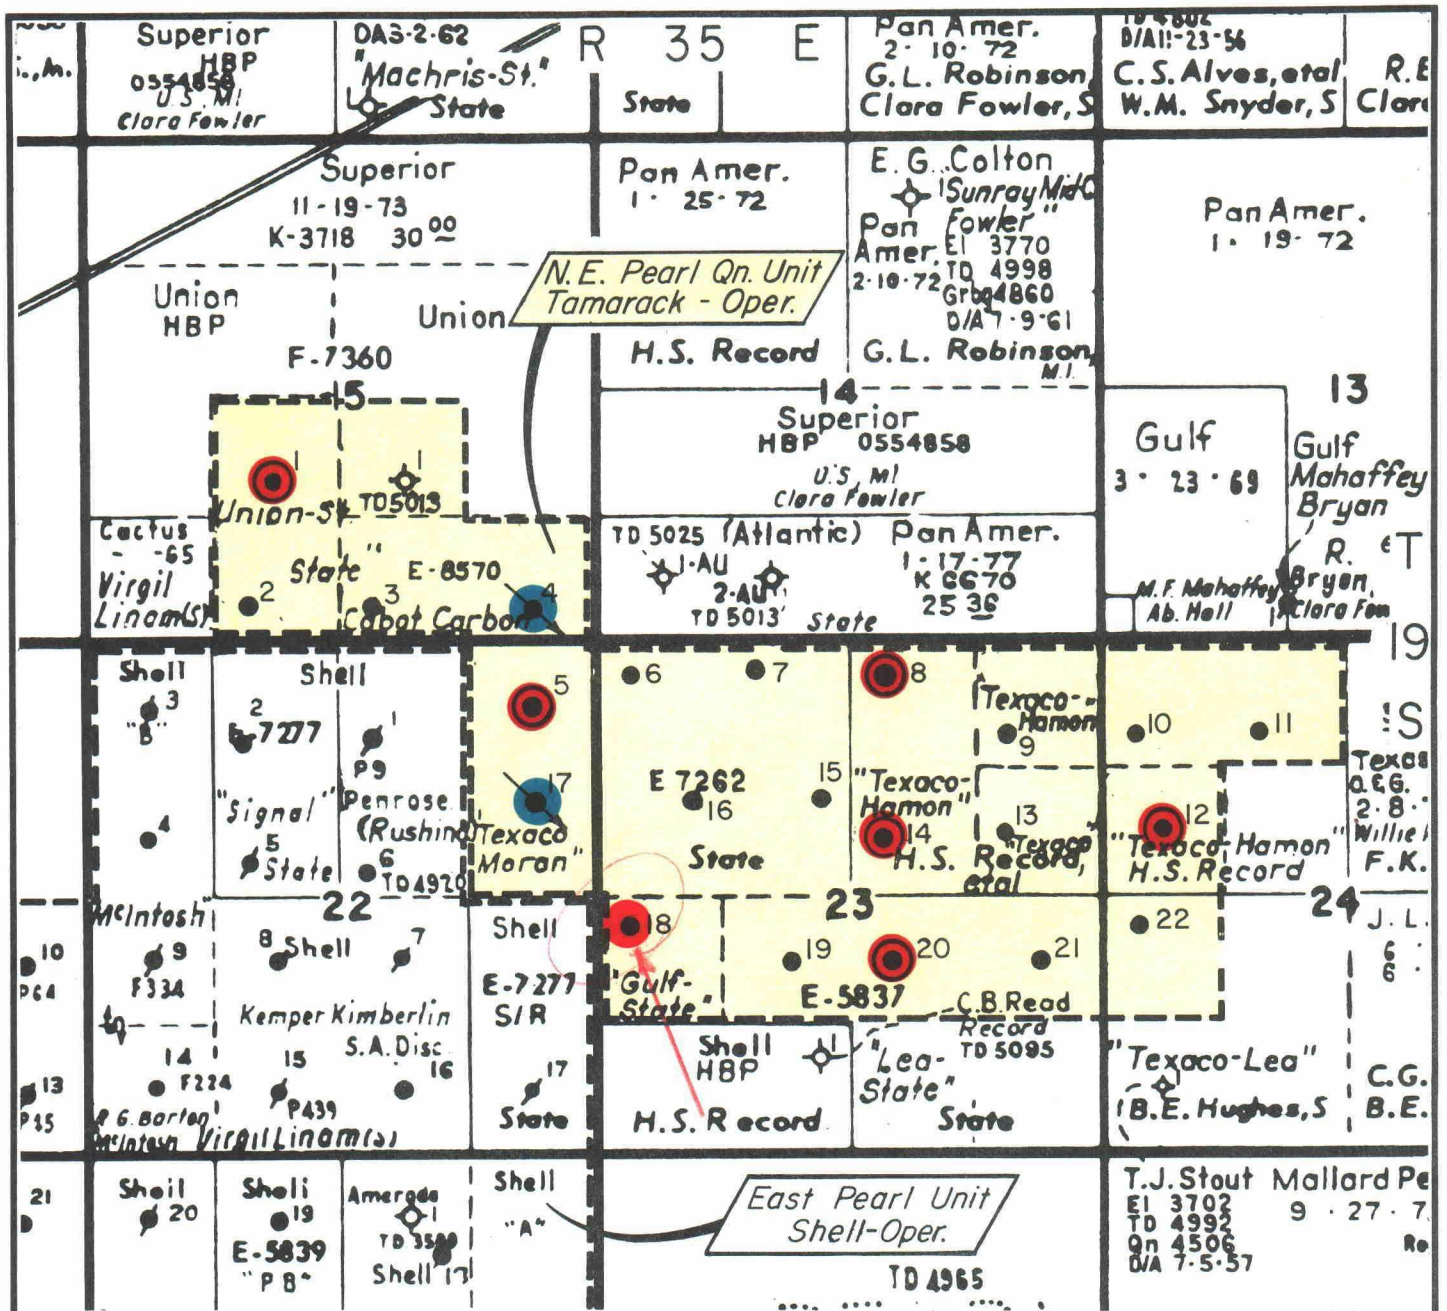 Superior
HBP
0554858
U.S. MI
Clara Fowler
DA3-2-62
"Machris-St."
State
R 35 E
State
Pan Amer.
2-10-72
G.L. Robinson,
Clara Fowler, S
TD 4802
D/A 11-23-56
C.S. Alves, etal
W.M. Snyder, S
Superior
11-19-73
K-3718 30 00
Union
HBP
Union
F-7360
15
N.E. Pearl Qn. Unit
Tamarack - Oper.
Pan Amer.
1-25-72
H.S. Record
E.G. Colton
1
"Sunray Mid-C
Fowler"
Pan
Amer.
2-10-72
El 3770
TD 4998
Grbg 4860
D/A 7-9-61
G.L. Robinson,
M.I.
14
Superior
HBP 0554858
U.S. MI
Clara Fowler
Pan Amer.
1-19-72
13
Gulf
3-23-69
Gulf
Mahaffey
Bryan
R.
Bryan,
M.F. Mahaffey
Ab. Hall
T
19
S
1
1
Union-St.
TD 5013
Cactus
-65
Virgil
Linam(S)
State"
E-8570
2
3
4
Cabot Carbon
TD 5025 (Atlantic)
1-AU
2-AU
TD 5013
State
Pan Amer.
1-17-77
K 6670
25 36
Shell
3
"B"
4
Shell
2
E-7277
1
P9
"Signal"
5
State
Penrose
(Rushing)
6
TD 4920
22
5
17
"Texaco
Moran"
6
7
8
E 7262
16
15
State
"Texaco-
Hamon"
9
"Texaco-
Hamon"
14
13
"Texaco"
H.S. Record,
etal
23
10
11
12
"Texaco-Hamon"
H.S. Record
24
O.&G.
2-8
F.K.
10
P64
McIntosh
9
F334
8
Shell
7
Shell
E-7277
S/R
Kemper Kimberlin
S.A. Disc.
14
F224
15
P439
16
17
State
13
R G. Barton
McIntosh
Virgil Linam(S)
18
"Gulf-
State"
19
20
21
22
E-5837
C.B. Read
Record
TD 5095
Shell
HBP
1
"Lea-
State"
H.S. Record
State
"Texaco-Lea"
1
B.E. Hughes, S
J.L.
6
6
C.G.
B.E.
21
Shell
20
Shell
19
E-5839
"PB"
Amerada
1
Shell
Shell
"A"
East Pearl Unit
Shell-Oper.
TD 4965
T.J. Stout
El 3702
TD 4992
Qn 4506
D/A 7-5-57
Mallard Pe
9-27-7